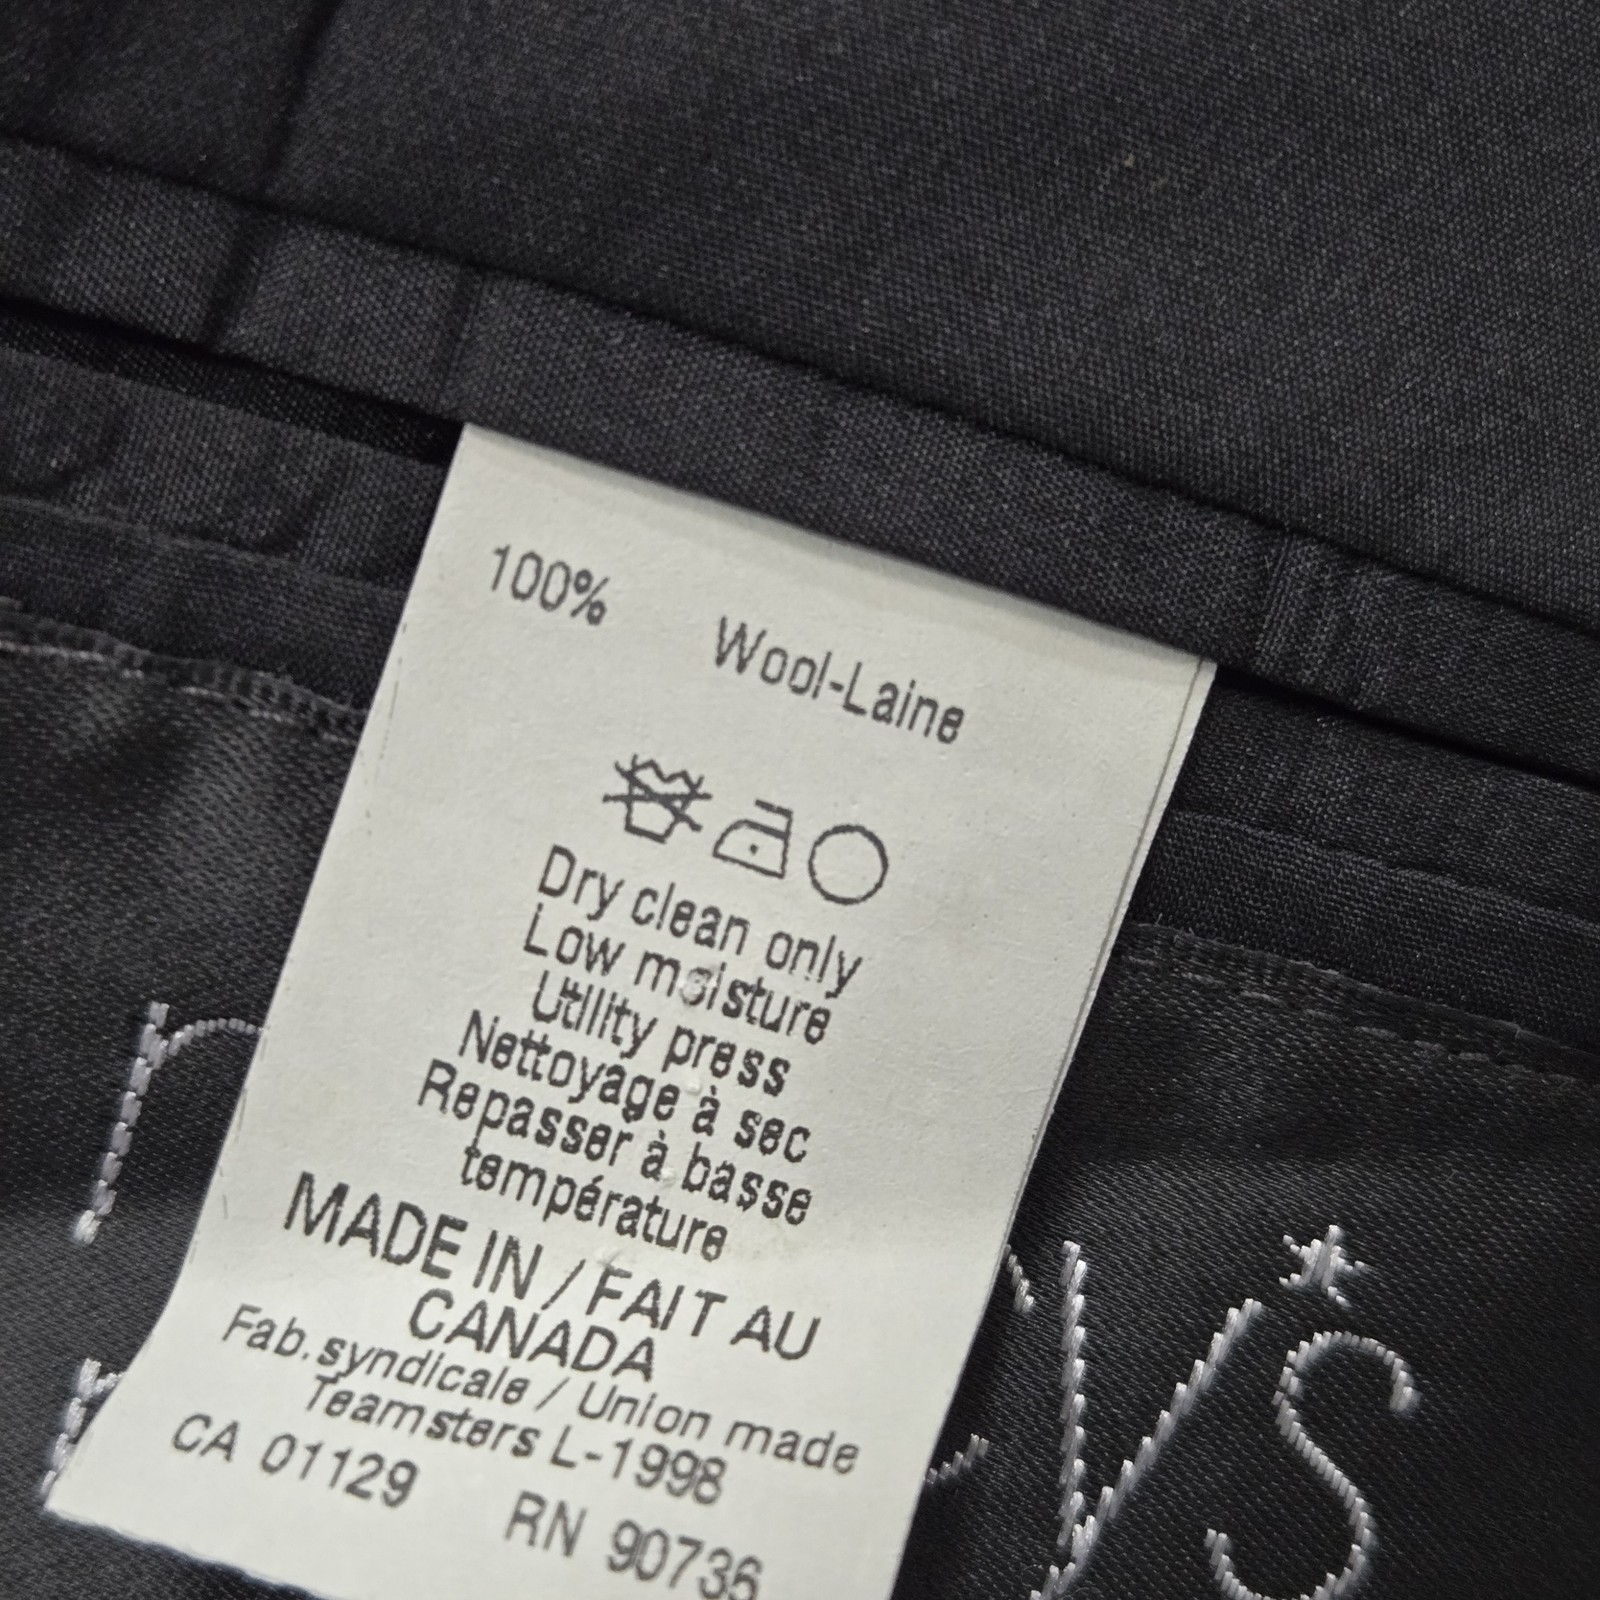 100% Wool-Laine
Dry clean only
Low moisture
Utility press
Nettoyage à sec
Repasser à basse
température
MADE IN / FAIT AU
CANADA
Fab. syndicale / Union made
Teamsters L-1998
CA 01129 RN 90736
ys